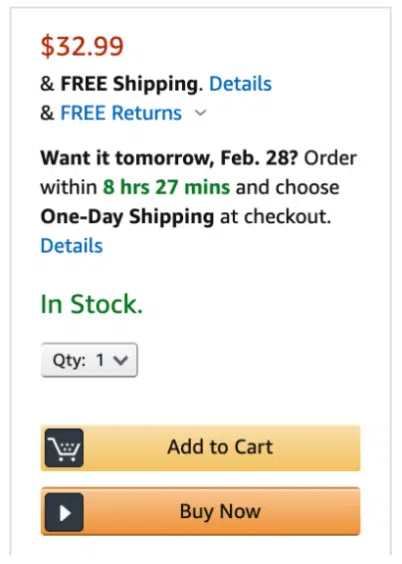 $32.99
& FREE Shipping. Details
& FREE Returns
Want it tomorrow, Feb. 28? Order
within 8 hrs 27 mins and choose
One-Day Shipping at checkout.
Details
In Stock.
Qty: 1
Add to Cart
Buy Now